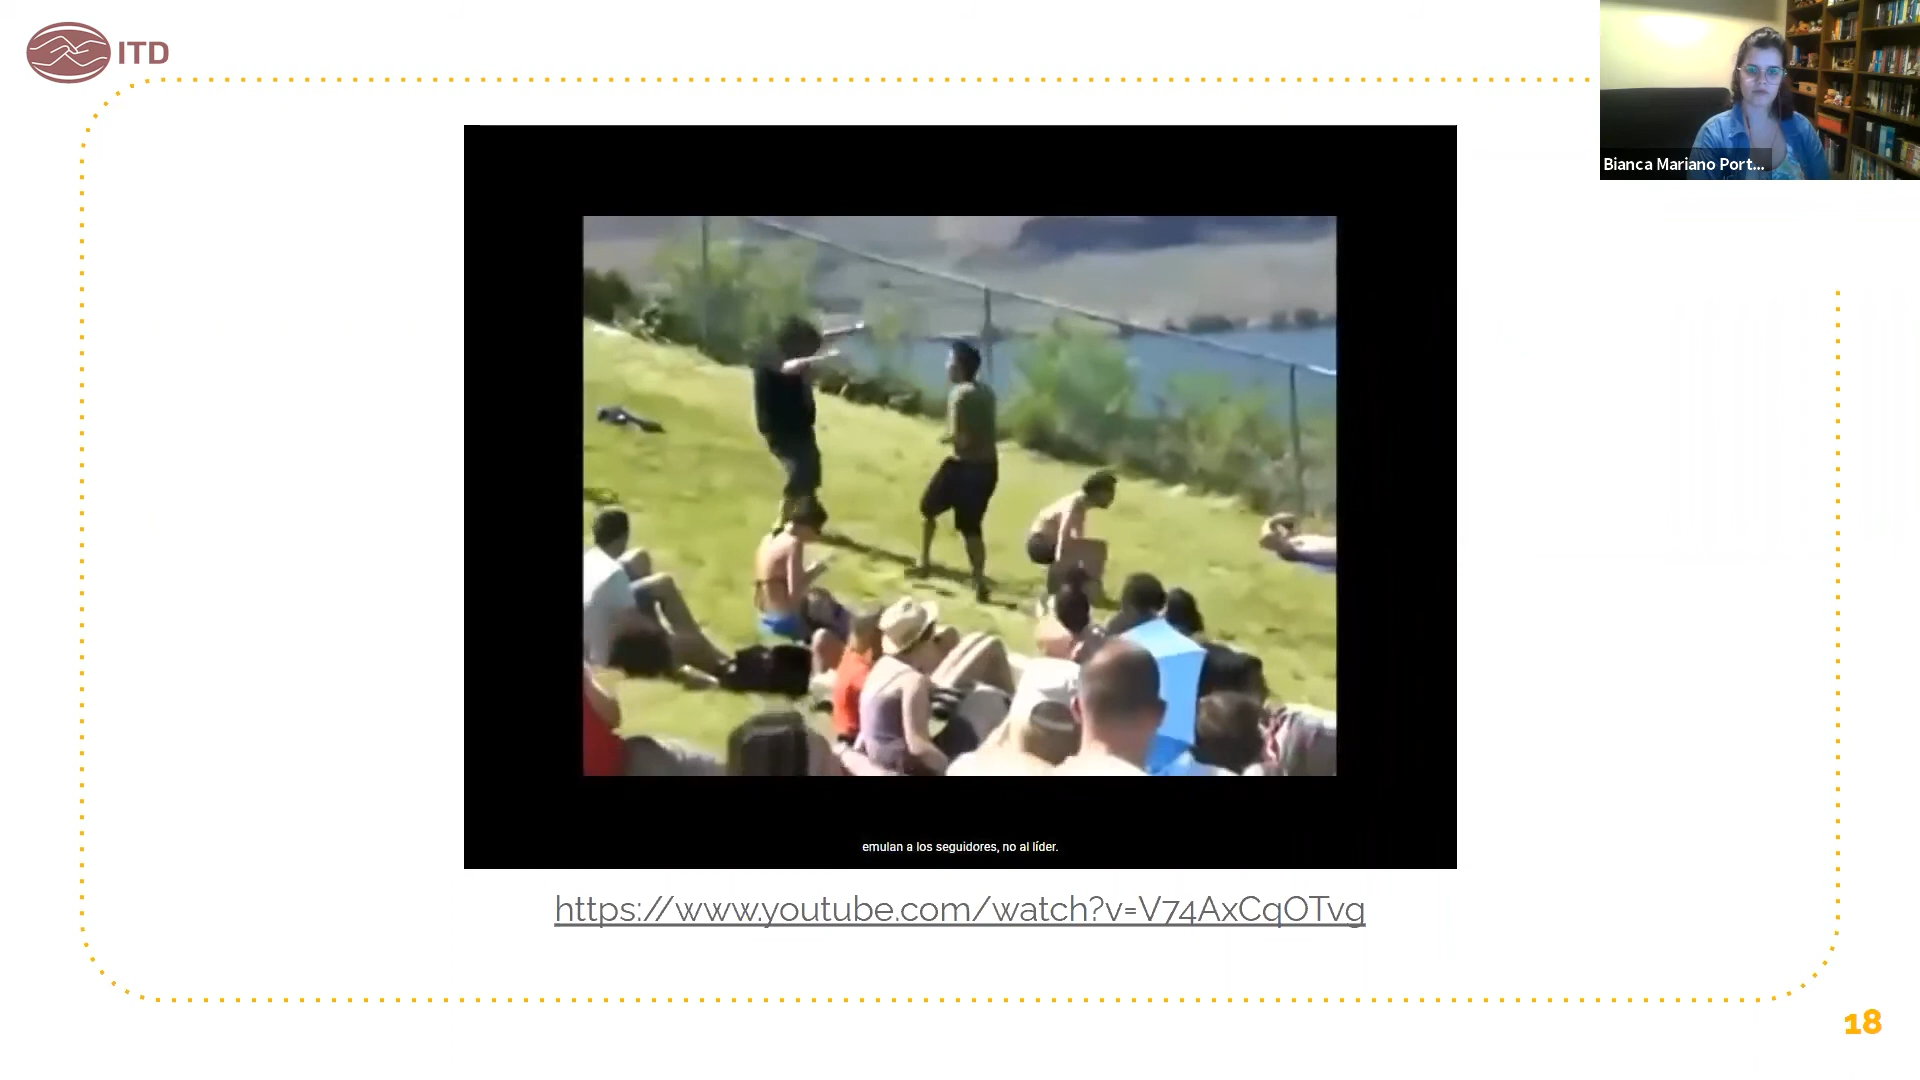 ITD
Bianca Mariano Port...
emulan a los seguidores, no al líder.
https://www.youtube.com/watch?v=V74AxCqOTvg
18